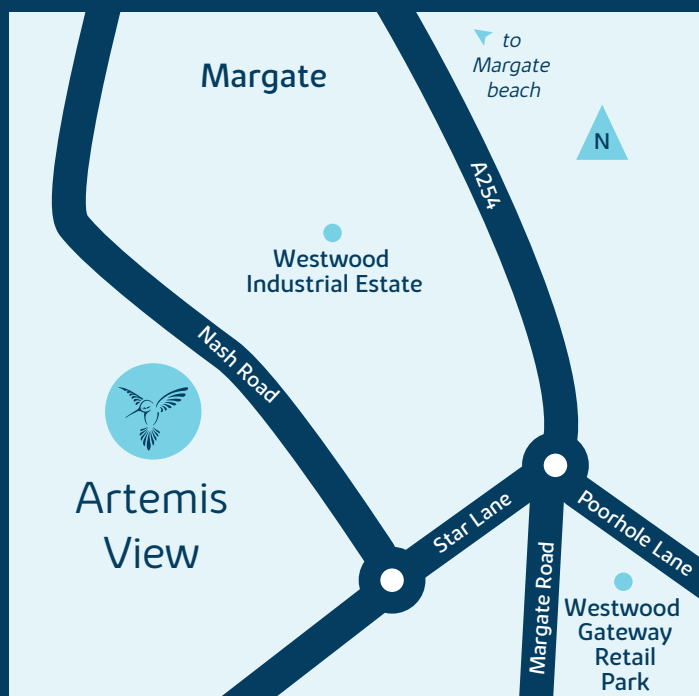 Margate
to
Margate
beach
N
A254
Westwood
Industrial Estate
Nash Road
Artemis
View
Star Lane
Poorhole Lane
Margate Road
Westwood
Gateway
Retail
Park